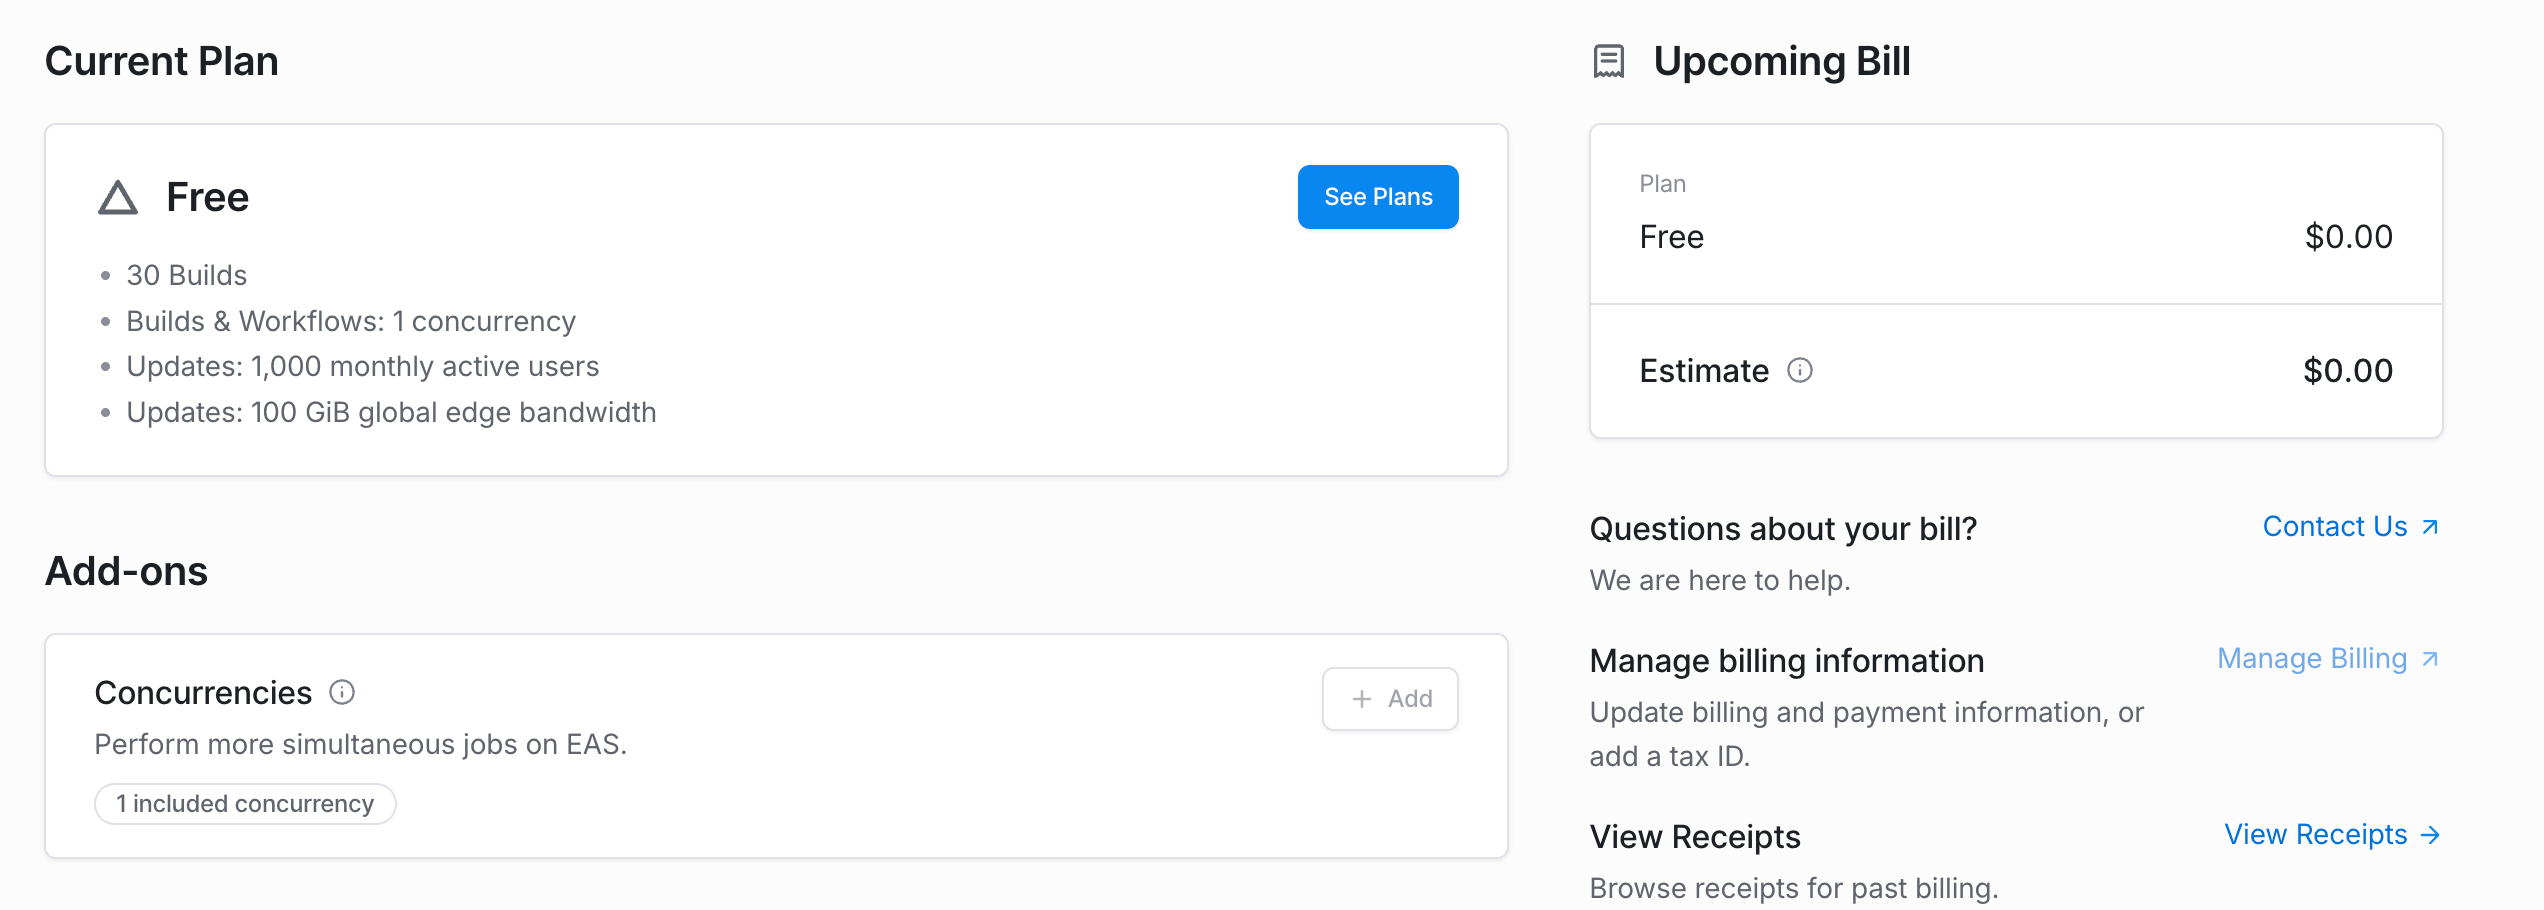 Current Plan
Free
See Plans
30 Builds
Builds & Workflows: 1 concurrency
Updates: 1,000 monthly active users
Updates: 100 GiB global edge bandwidth
Add-ons
Concurrencies
Add
Perform more simultaneous jobs on EAS.
1 included concurrency
Upcoming Bill
Plan
Free $0.00
Estimate $0.00
Questions about your bill? Contact Us
We are here to help.
Manage billing information Manage Billing
Update billing and payment information, or
add a tax ID.
View Receipts View Receipts
Browse receipts for past billing.